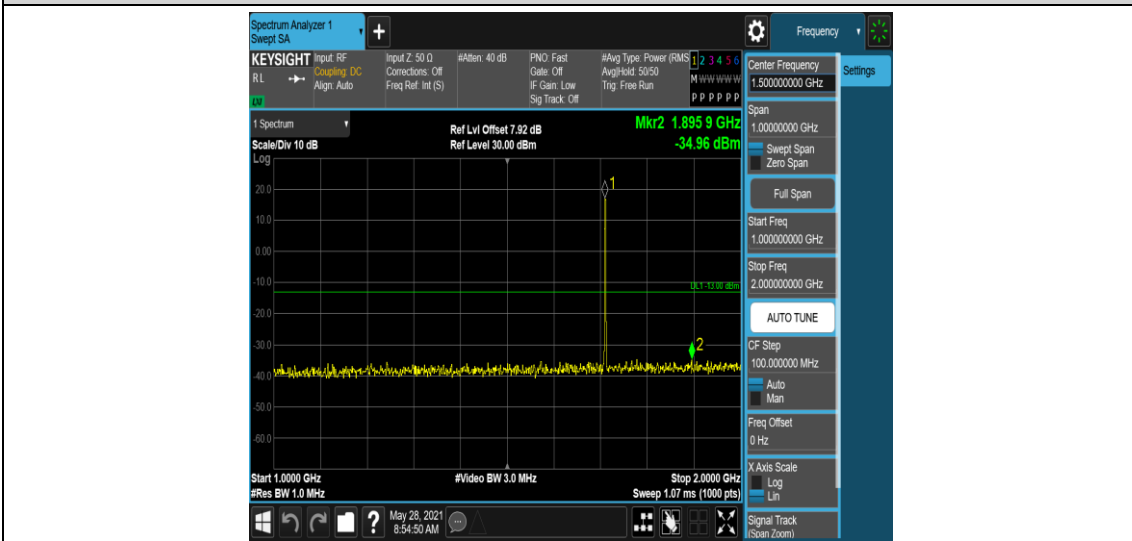 Spectrum Analyzer 1
Swept SA
+
Frequency
KEYSIGHT
RL
LXI
Input: RF
Coupling: DC
Align: Auto
Input Z: 50 Ω
Corrections: Off
Freq Ref: Int (S)
#Atten: 40 dB
PNO: Fast
Gate: Off
IF Gain: Low
Sig Track: Off
#Avg Type: Power (RMS
Avg|Hold: 50/50
Trig: Free Run
1 2 3 4 5 6
M W W W W W
P P P P P P
Center Frequency
1.500000000 GHz
Settings
Span
1.00000000 GHz
Swept Span
Zero Span
Full Span
Start Freq
1.000000000 GHz
Stop Freq
2.000000000 GHz
AUTO TUNE
CF Step
100.000000 MHz
Auto
Man
Freq Offset
0 Hz
X Axis Scale
Log
Lin
Signal Track
(Span Zoom)
1 Spectrum
Scale/Div 10 dB
Log
Ref Lvl Offset 7.92 dB
Ref Level 30.00 dBm
Mkr2 1.895 9 GHz
-34.96 dBm
1
20.0
10.0
0.00
-10.0
DL1 -13.00 dBm
-20.0
-30.0
2
-40.0
-50.0
-60.0
Start 1.0000 GHz
#Res BW 1.0 MHz
#Video BW 3.0 MHz
Stop 2.0000 GHz
Sweep 1.07 ms (1000 pts)
?
May 28, 2021
8:54:50 AM